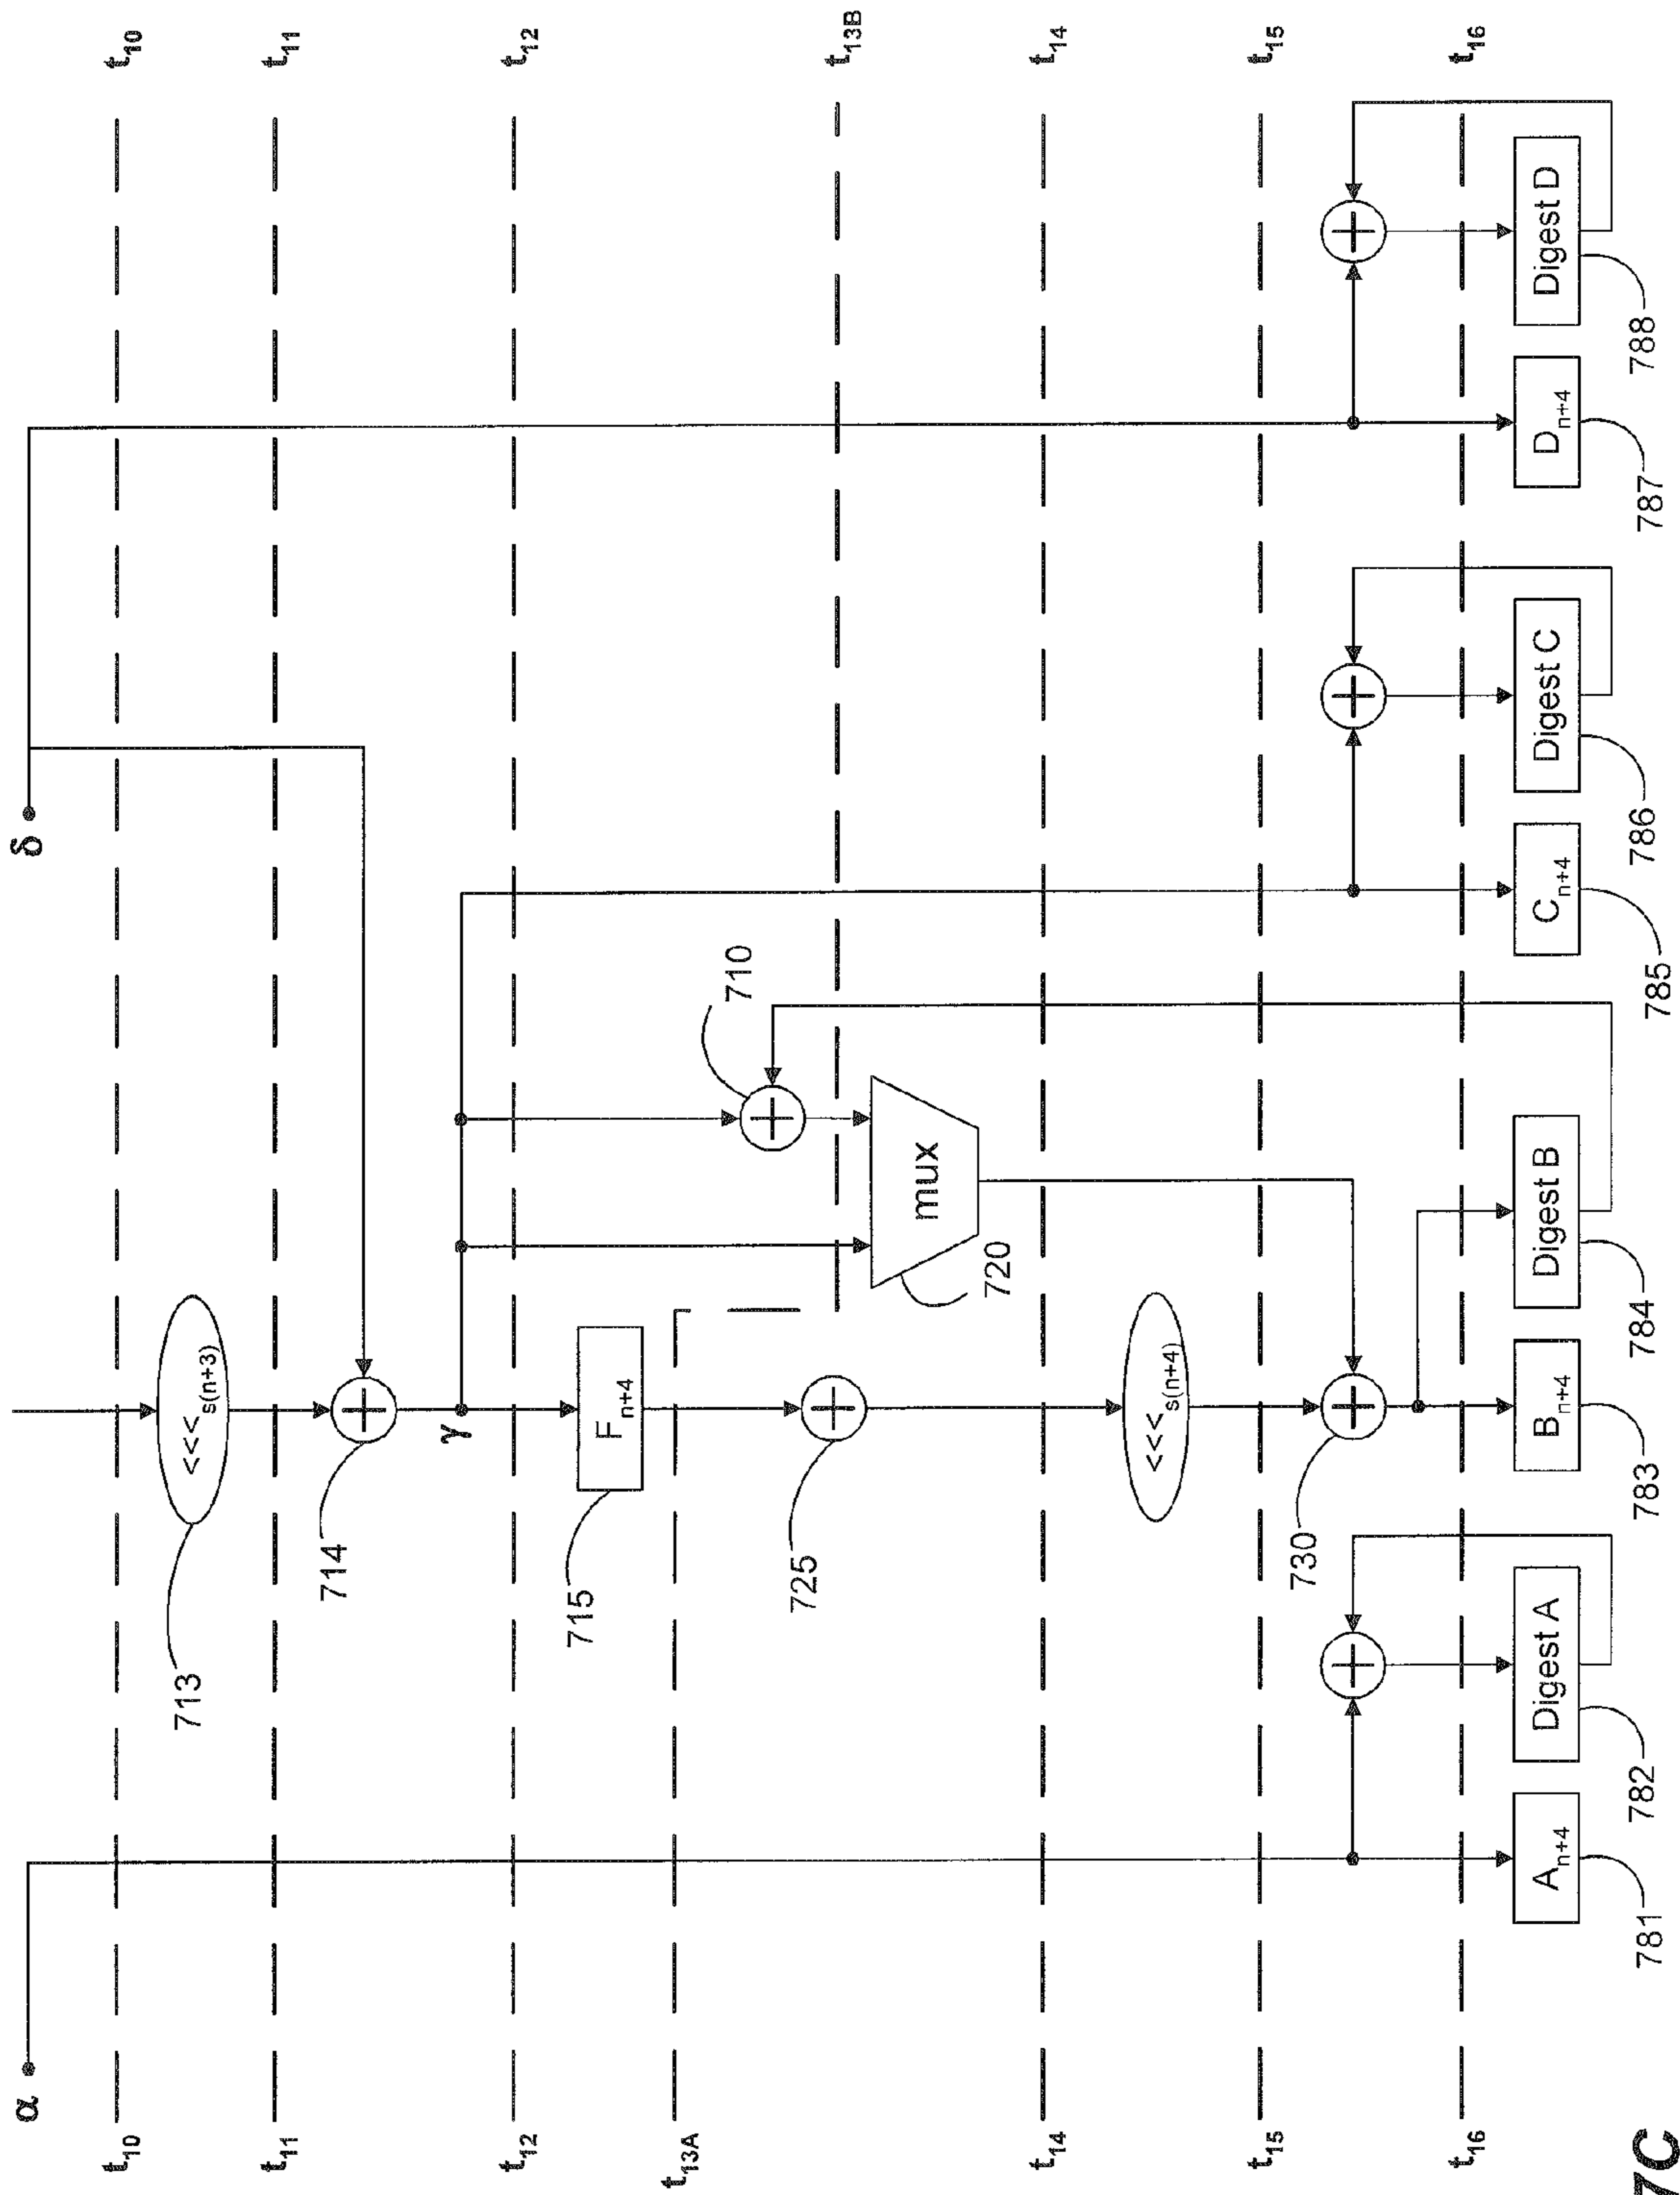 α
δ
t10
t10
<<< s(n+3)
713
t11
t11
714
γ
t12
t12
Fn+4
715
710
t13A
t13B
725
mux
720
t14
t14
<<< s(n+4)
t15
t15
730
t16
t16
An+4
Digest A
Bn+4
Digest B
Cn+4
Digest C
Dn+4
Digest D
781
782
783
784
785
786
787
788
7C